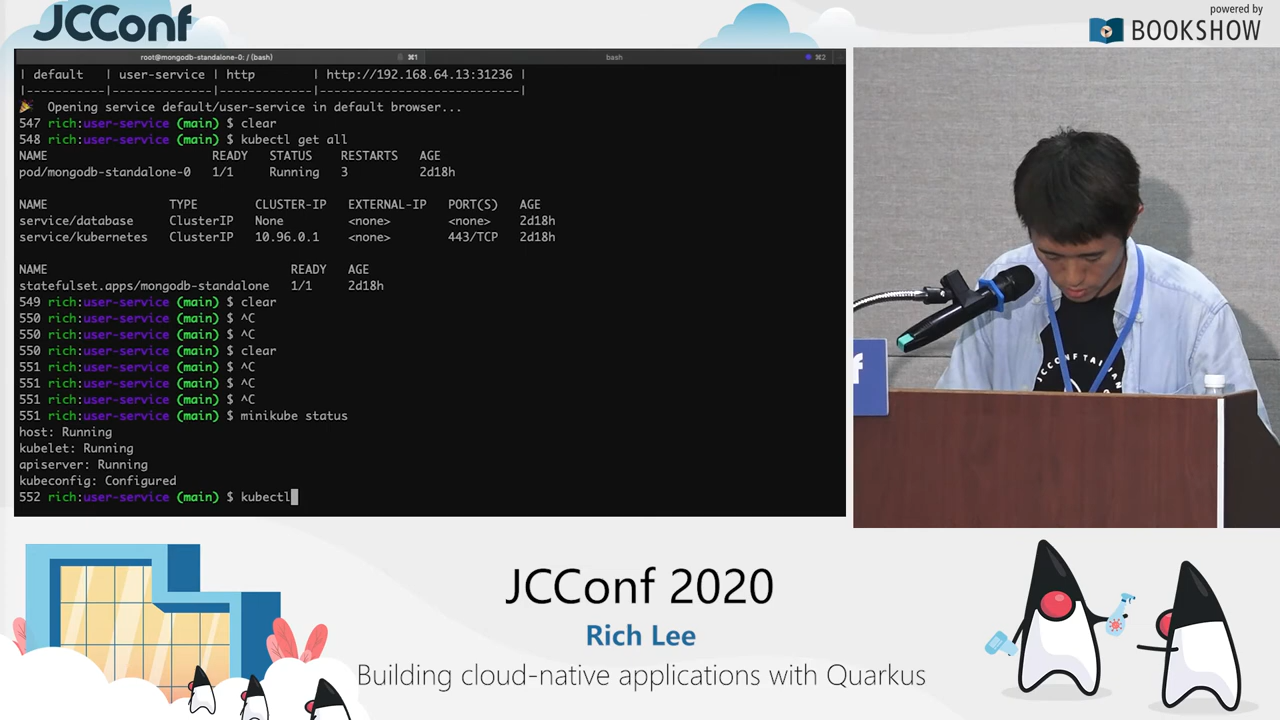 JCConf
powered by
BOOKSHOW
root@mongodb-standalone-0: / (bash)
⌘1
bash
⌘2
| default | user-service | http | http://192.168.64.13:31236 |
|-----------|--------------|-------------|----------------------------|
🎉 Opening service default/user-service in default browser...
547 rich:user-service (main) $ clear
548 rich:user-service (main) $ kubectl get all
NAME READY STATUS RESTARTS AGE
pod/mongodb-standalone-0 1/1 Running 3 2d18h
NAME TYPE CLUSTER-IP EXTERNAL-IP PORT(S) AGE
service/database ClusterIP None <none> <none> 2d18h
service/kubernetes ClusterIP 10.96.0.1 <none> 443/TCP 2d18h
NAME READY AGE
statefulset.apps/mongodb-standalone 1/1 2d18h
549 rich:user-service (main) $ clear
550 rich:user-service (main) $ ^C
550 rich:user-service (main) $ ^C
550 rich:user-service (main) $ clear
551 rich:user-service (main) $ ^C
551 rich:user-service (main) $ ^C
551 rich:user-service (main) $ ^C
551 rich:user-service (main) $ minikube status
host: Running
kubelet: Running
apiserver: Running
kubeconfig: Configured
552 rich:user-service (main) $ kubectl
JCCONF TAIWAN
f
JCConf 2020
Rich Lee
Building cloud-native applications with Quarkus